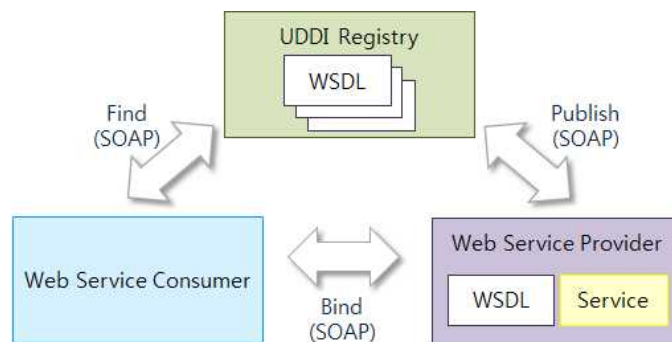 UDDI Registry
WSDL
Find
(SOAP)
Publish
(SOAP)
Web Service Consumer
Bind
(SOAP)
Web Service Provider
WSDL
Service